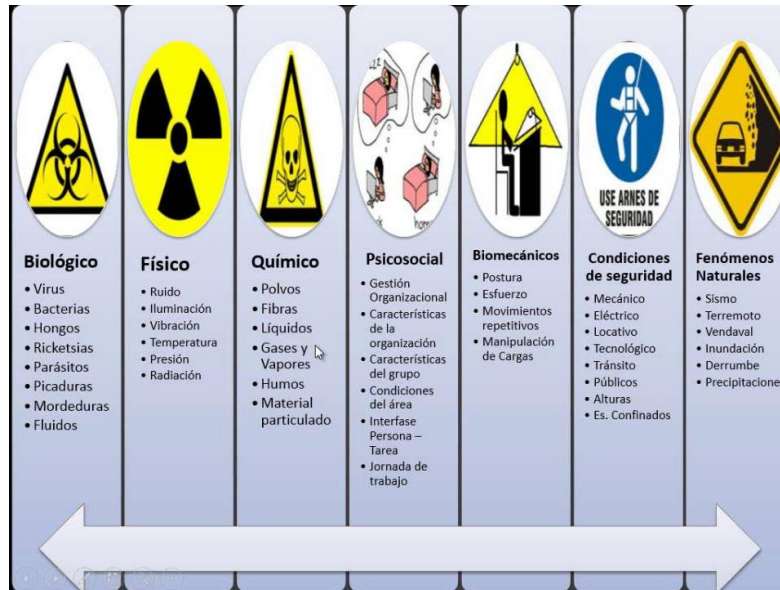 USE ARNES DE
SEGURIDAD
Biológico
• Virus
• Bacterias
• Hongos
• Ricketsias
• Parásitos
• Picaduras
• Mordeduras
• Fluidos
Físico
• Ruido
• Iluminación
• Vibración
• Temperatura
• Presión
• Radiación
Químico
• Polvos
• Fibras
• Líquidos
• Gases y
Vapores
• Humos
• Material
particulado
Psicosocial
• Gestión
Organizacional
• Características
de la
organización
• Características
del grupo
• Condiciones
del área
• Interfase
Persona –
Tarea
• Jornada de
trabajo
Biomecánicos
• Postura
• Esfuerzo
• Movimientos
repetitivos
• Manipulación
de Cargas
Condiciones
de seguridad
• Mecánico
• Eléctrico
• Locativo
• Tecnológico
• Tránsito
• Públicos
• Alturas
• Es. Confinados
Fenómenos
Naturales
• Sismo
• Terremoto
• Vendaval
• Inundación
• Derrumbe
• Precipitacione